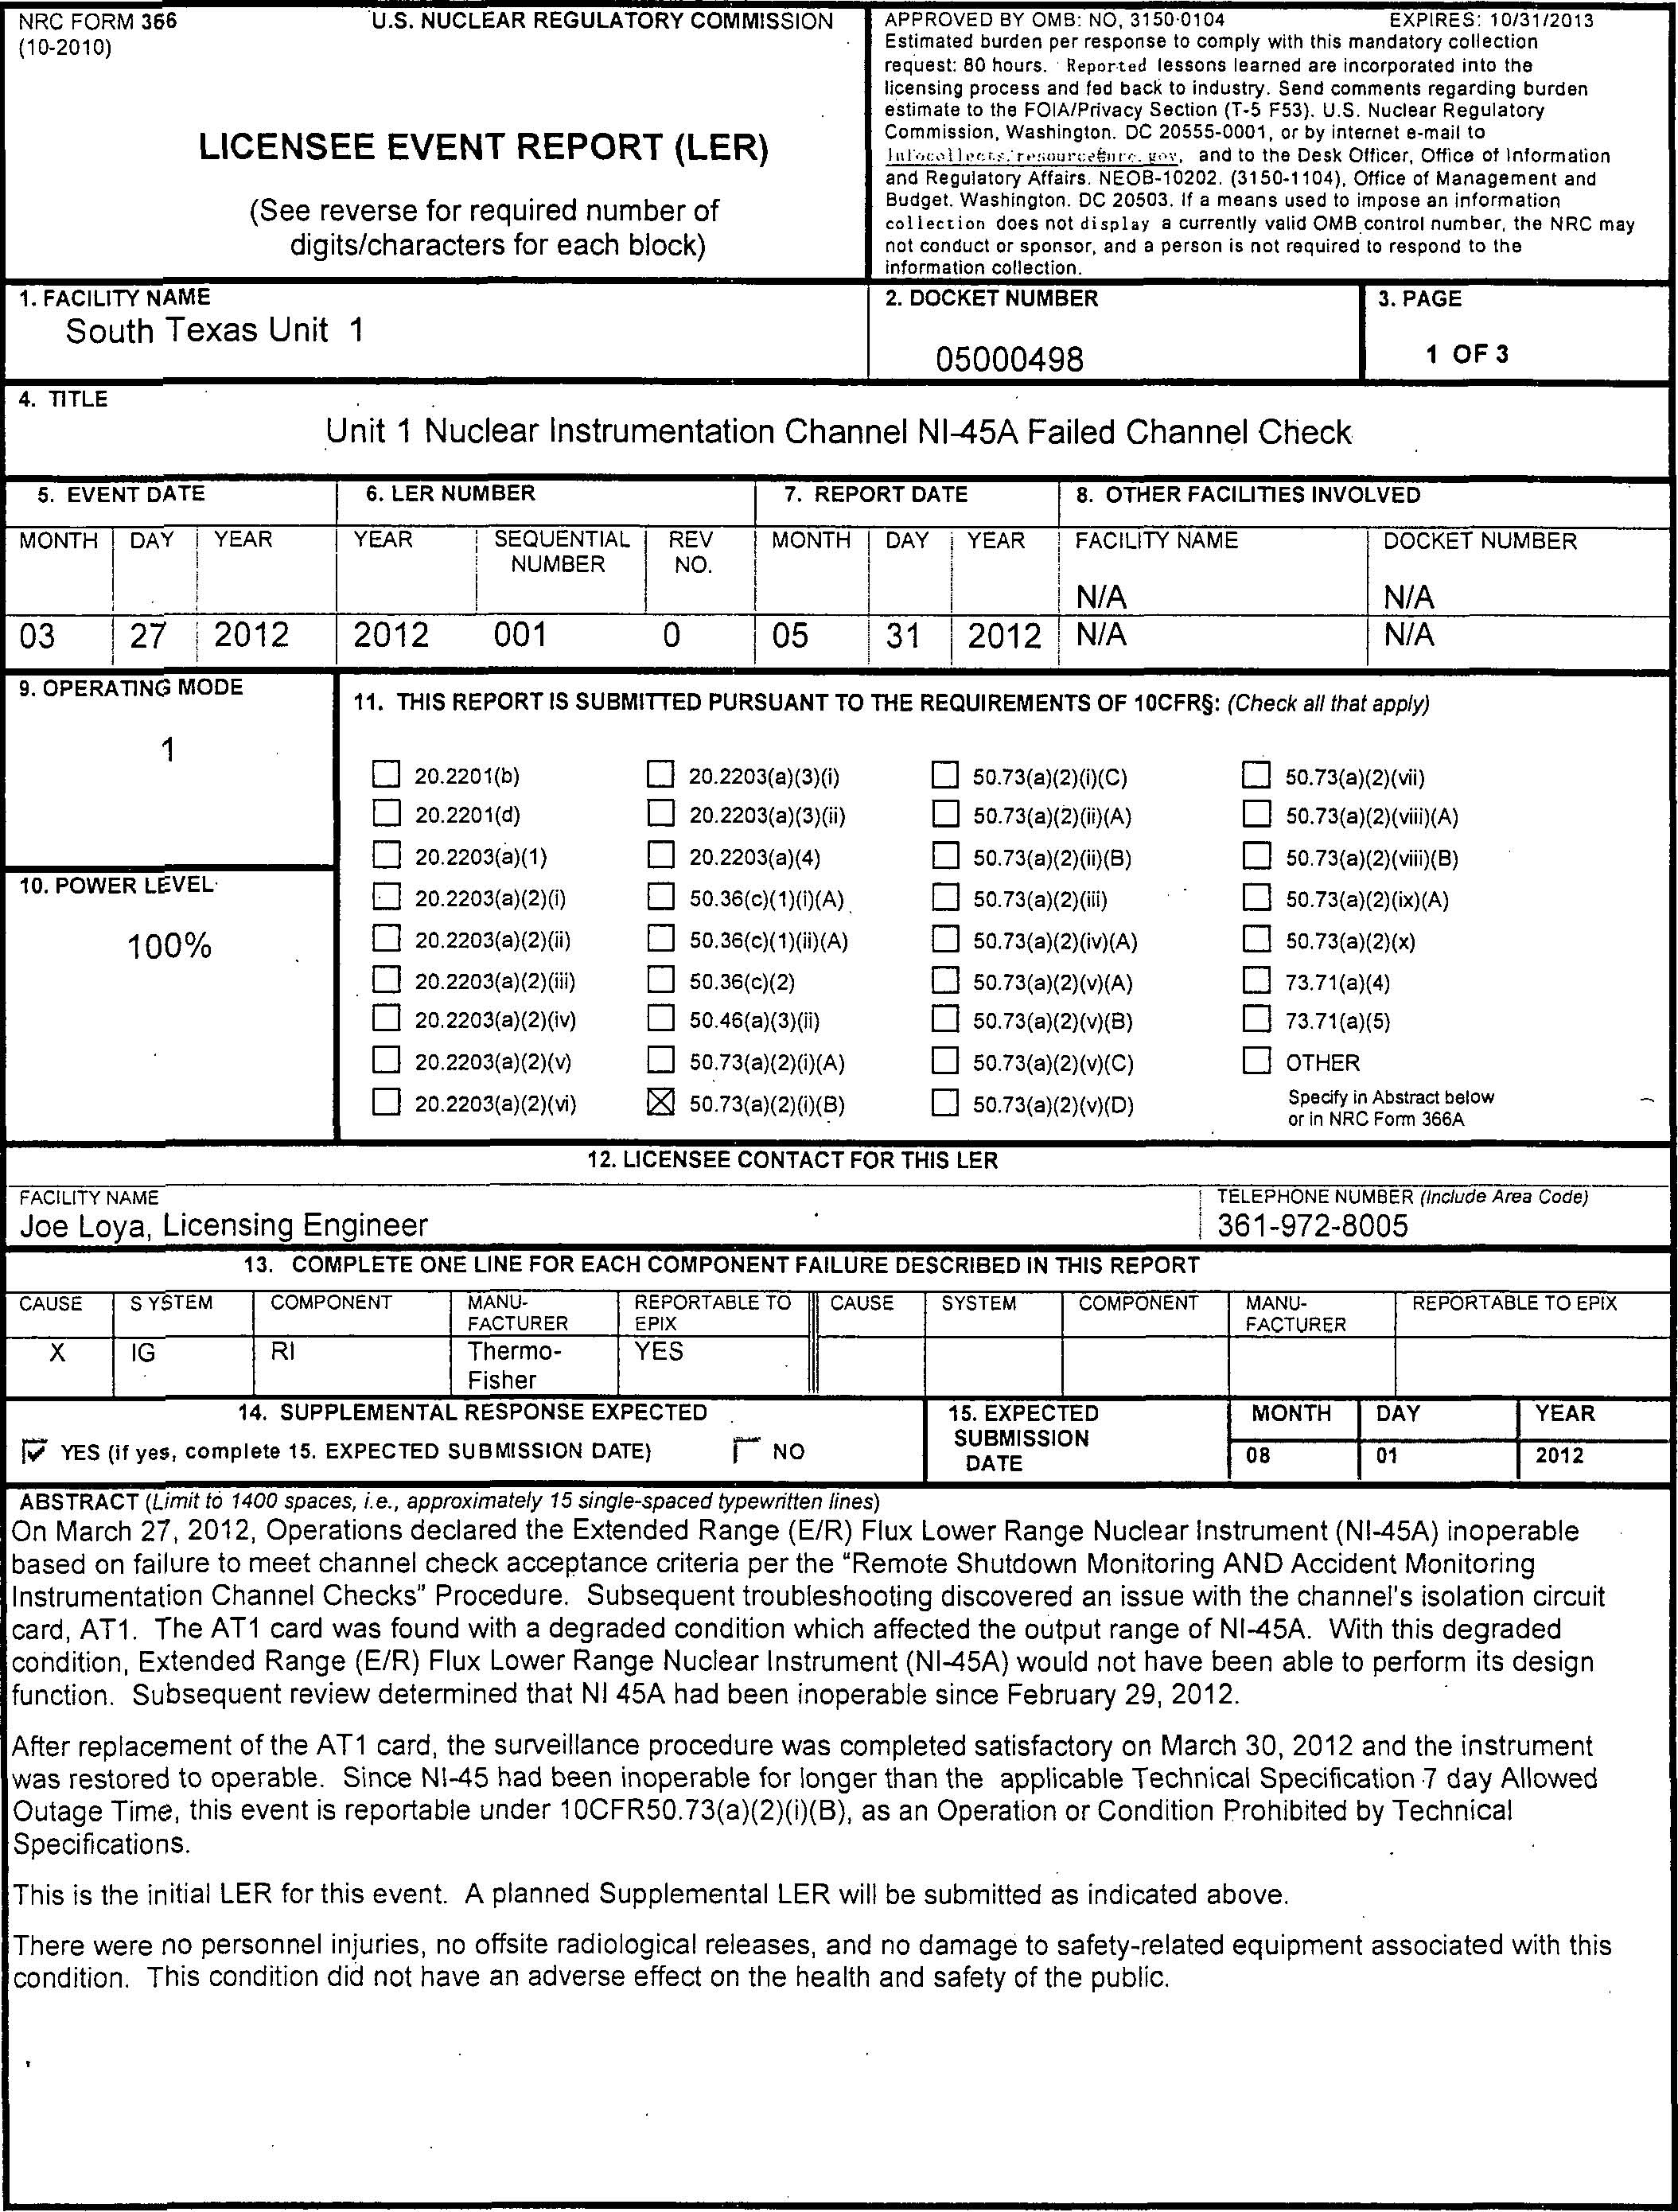 NRC FORM 366
(10-2010)
U.S. NUCLEAR REGULATORY COMMISSION
LICENSEE EVENT REPORT (LER)
(See reverse for required number of
digits/characters for each block)
APPROVED BY OMB: NO, 3150-0104 EXPIRES: 10/31/2013
Estimated burden per response to comply with this mandatory collection
request: 80 hours. Reported lessons learned are incorporated into the
licensing process and fed back to industry. Send comments regarding burden
estimate to the FOIA/Privacy Section (T-5 F53). U.S. Nuclear Regulatory
Commission, Washington. DC 20555-0001, or by internet e-mail to
and to the Desk Officer, Office of Information
and Regulatory Affairs. NEOB-10202. (3150-1104), Office of Management and
Budget. Washington. DC 20503. If a means used to impose an information
collection does not display a currently valid OMB control number, the NRC may
not conduct or sponsor, and a person is not required to respond to the
information collection.
1. FACILITY NAME
South Texas Unit 1
2. DOCKET NUMBER
05000498
3. PAGE
1 OF 3
4. TITLE
Unit 1 Nuclear Instrumentation Channel NI-45A Failed Channel Check
5. EVENT DATE 6. LER NUMBER 7. REPORT DATE 8. OTHER FACILITIES INVOLVED
MONTH DAY YEAR YEAR SEQUENTIAL REV MONTH DAY YEAR FACILITY NAME DOCKET NUMBER
NUMBER NO.
N/A N/A
03 27 2012 2012 001 0 05 31 2012 N/A N/A
9. OPERATING MODE
1
10. POWER LEVEL
100%
11. THIS REPORT IS SUBMITTED PURSUANT TO THE REQUIREMENTS OF 10CFR§: (Check all that apply)
☐ 20.2201(b) ☐ 20.2203(a)(3)(i) ☐ 50.73(a)(2)(i)(C) ☐ 50.73(a)(2)(vii)
☐ 20.2201(d) ☐ 20.2203(a)(3)(ii) ☐ 50.73(a)(2)(ii)(A) ☐ 50.73(a)(2)(viii)(A)
☐ 20.2203(a)(1) ☐ 20.2203(a)(4) ☐ 50.73(a)(2)(ii)(B) ☐ 50.73(a)(2)(viii)(B)
☐ 20.2203(a)(2)(i) ☐ 50.36(c)(1)(i)(A) ☐ 50.73(a)(2)(iii) ☐ 50.73(a)(2)(ix)(A)
☐ 20.2203(a)(2)(ii) ☐ 50.36(c)(1)(ii)(A) ☐ 50.73(a)(2)(iv)(A) ☐ 50.73(a)(2)(x)
☐ 20.2203(a)(2)(iii) ☐ 50.36(c)(2) ☐ 50.73(a)(2)(v)(A) ☐ 73.71(a)(4)
☐ 20.2203(a)(2)(iv) ☐ 50.46(a)(3)(ii) ☐ 50.73(a)(2)(v)(B) ☐ 73.71(a)(5)
☐ 20.2203(a)(2)(v) ☐ 50.73(a)(2)(i)(A) ☐ 50.73(a)(2)(v)(C) ☐ OTHER
☐ 20.2203(a)(2)(vi) ☒ 50.73(a)(2)(i)(B) ☐ 50.73(a)(2)(v)(D) Specify in Abstract below
or in NRC Form 366A
12. LICENSEE CONTACT FOR THIS LER
FACILITY NAME TELEPHONE NUMBER (Include Area Code)
Joe Loya, Licensing Engineer 361-972-8005
13. COMPLETE ONE LINE FOR EACH COMPONENT FAILURE DESCRIBED IN THIS REPORT
CAUSE SYSTEM COMPONENT MANU- REPORTABLE TO CAUSE SYSTEM COMPONENT MANU- REPORTABLE TO EPIX
FACTURER EPIX FACTURER
X IG RI Thermo- YES
Fisher
14. SUPPLEMENTAL RESPONSE EXPECTED
☑ YES (if yes, complete 15. EXPECTED SUBMISSION DATE) NO
15. EXPECTED
SUBMISSION
DATE
MONTH DAY YEAR
08 01 2012
ABSTRACT (Limit to 1400 spaces, i.e., approximately 15 single-spaced typewritten lines)
On March 27, 2012, Operations declared the Extended Range (E/R) Flux Lower Range Nuclear Instrument (NI-45A) inoperable
based on failure to meet channel check acceptance criteria per the "Remote Shutdown Monitoring AND Accident Monitoring
Instrumentation Channel Checks" Procedure. Subsequent troubleshooting discovered an issue with the channel's isolation circuit
card, AT1. The AT1 card was found with a degraded condition which affected the output range of NI-45A. With this degraded
condition, Extended Range (E/R) Flux Lower Range Nuclear Instrument (NI-45A) would not have been able to perform its design
function. Subsequent review determined that NI 45A had been inoperable since February 29, 2012.
After replacement of the AT1 card, the surveillance procedure was completed satisfactory on March 30, 2012 and the instrument
was restored to operable. Since NI-45 had been inoperable for longer than the applicable Technical Specification 7 day Allowed
Outage Time, this event is reportable under 10CFR50.73(a)(2)(i)(B), as an Operation or Condition Prohibited by Technical
Specifications.
This is the initial LER for this event. A planned Supplemental LER will be submitted as indicated above.
There were no personnel injuries, no offsite radiological releases, and no damage to safety-related equipment associated with this
condition. This condition did not have an adverse effect on the health and safety of the public.